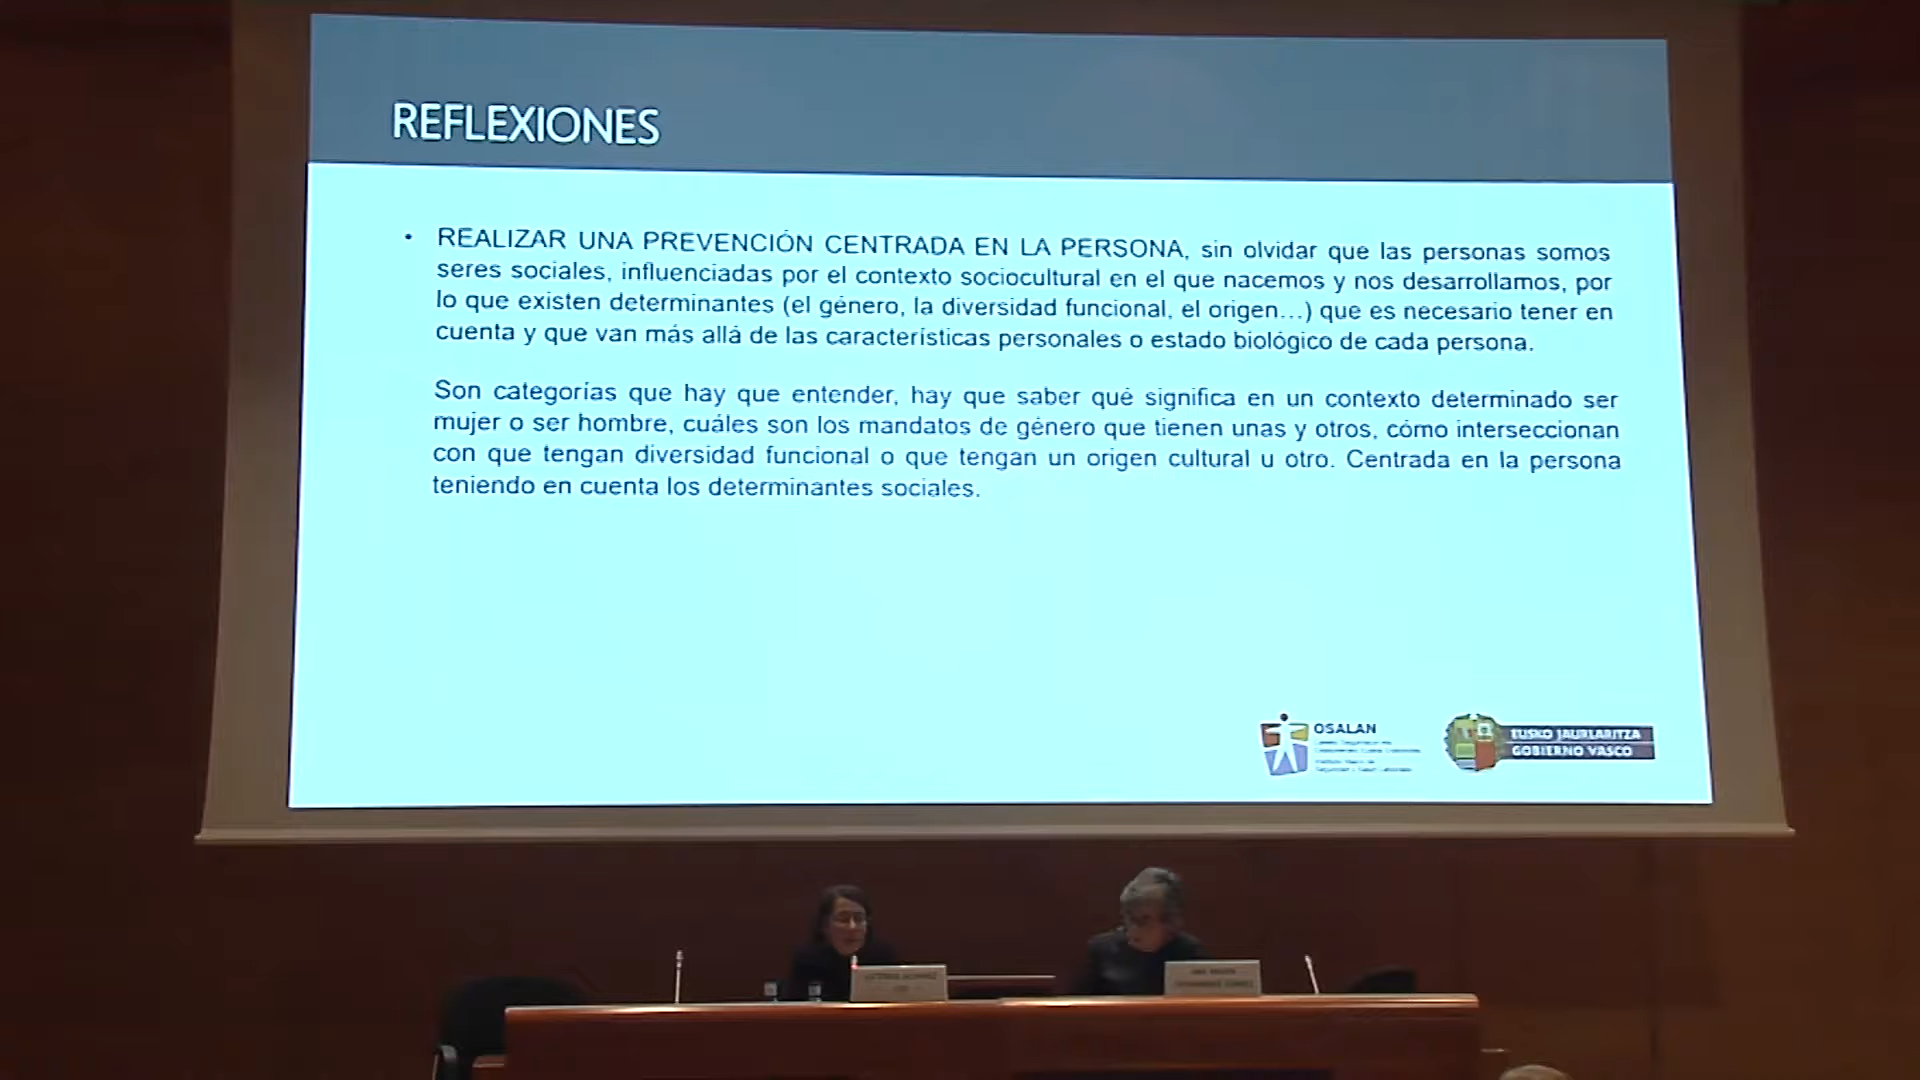 REFLEXIONES
• REALIZAR UNA PREVENCIÓN CENTRADA EN LA PERSONA, sin olvidar que las personas somos
seres sociales, influenciadas por el contexto sociocultural en el que nacemos y nos desarrollamos, por
lo que existen determinantes (el género, la diversidad funcional, el origen...) que es necesario tener en
cuenta y que van más allá de las características personales o estado biológico de cada persona.
Son categorías que hay que entender, hay que saber qué significa en un contexto determinado ser
mujer o ser hombre, cuáles son los mandatos de género que tienen unas y otros, cómo interseccionan
con que tengan diversidad funcional o que tengan un origen cultural u otro. Centrada en la persona
teniendo en cuenta los determinantes sociales.
OSALAN
EUSKO JAURLARITZA
GOBIERNO VASCO